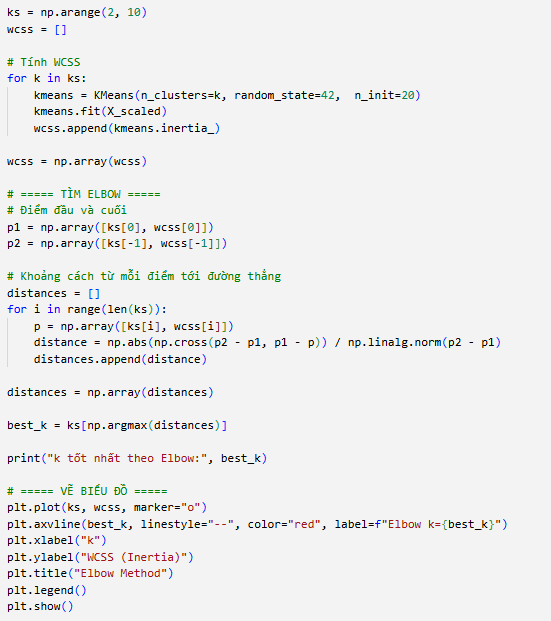 ks = np.arange(2, 10)
wcss = []

# Tính WCSS
for k in ks:
    kmeans = KMeans(n_clusters=k, random_state=42,  n_init=20)
    kmeans.fit(X_scaled)
    wcss.append(kmeans.inertia_)

wcss = np.array(wcss)

# ===== TÌM ELBOW =====
# Điểm đầu và cuối
p1 = np.array([ks[0], wcss[0]])
p2 = np.array([ks[-1], wcss[-1]])

# Khoảng cách từ mỗi điểm tới đường thẳng
distances = []
for i in range(len(ks)):
    p = np.array([ks[i], wcss[i]])
    distance = np.abs(np.cross(p2 - p1, p1 - p)) / np.linalg.norm(p2 - p1)
    distances.append(distance)

distances = np.array(distances)

best_k = ks[np.argmax(distances)]

print("k tốt nhất theo Elbow:", best_k)

# ===== VẼ BIỂU ĐỒ =====
plt.plot(ks, wcss, marker="o")
plt.axvline(best_k, linestyle="--", color="red", label=f"Elbow k={best_k}")
plt.xlabel("k")
plt.ylabel("WCSS (Inertia)")
plt.title("Elbow Method")
plt.legend()
plt.show()